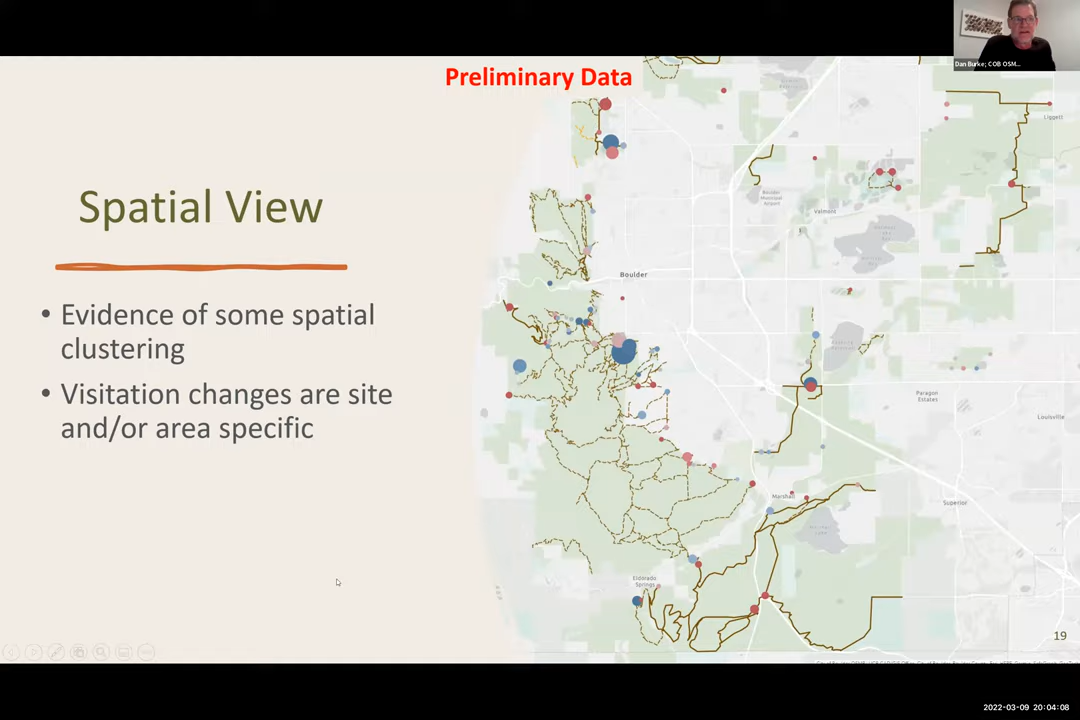 Dan Burke; COB OSM...
Preliminary Data
Liggett
Spatial View
Boulder
Municipal
Airport
Valmont
Boulder
• Evidence of some spatial
clustering
• Visitation changes are site
and/or area specific
Paragon
Estates
Louisville
Marshall
Superior
Eldorado
Springs
19
2022-03-09 20:04:08